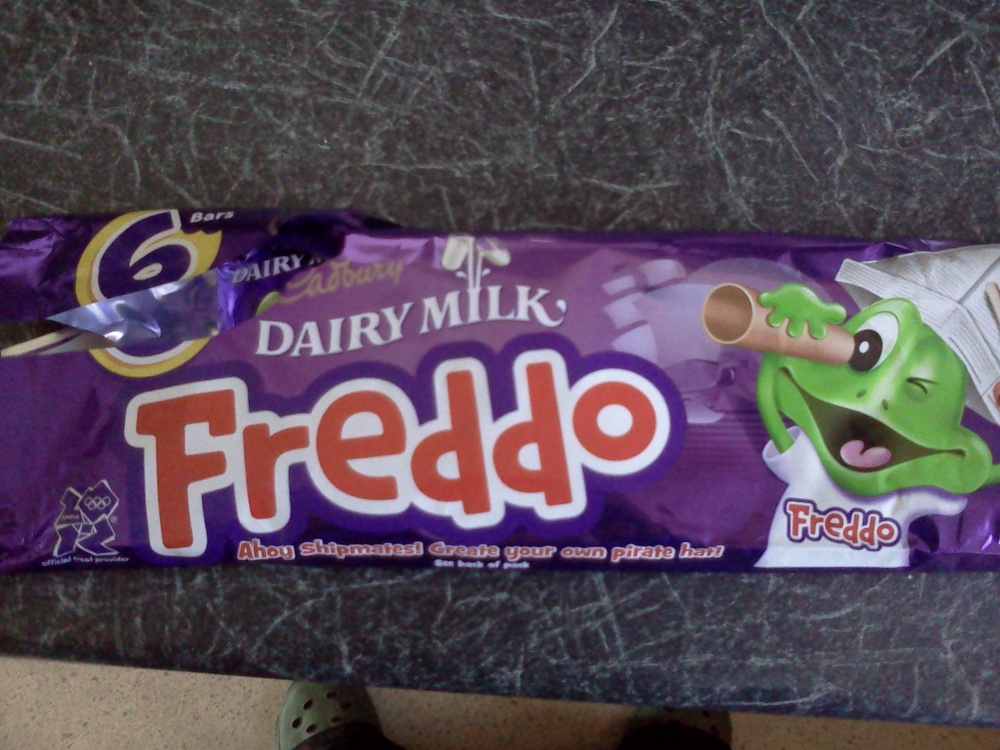 6 Bars
DAIRY
Cadbury
DAIRY MILK
Freddo
Freddo
Ahoy Shipmates! Create your own pirate hat!
See back of pack
official treat provider